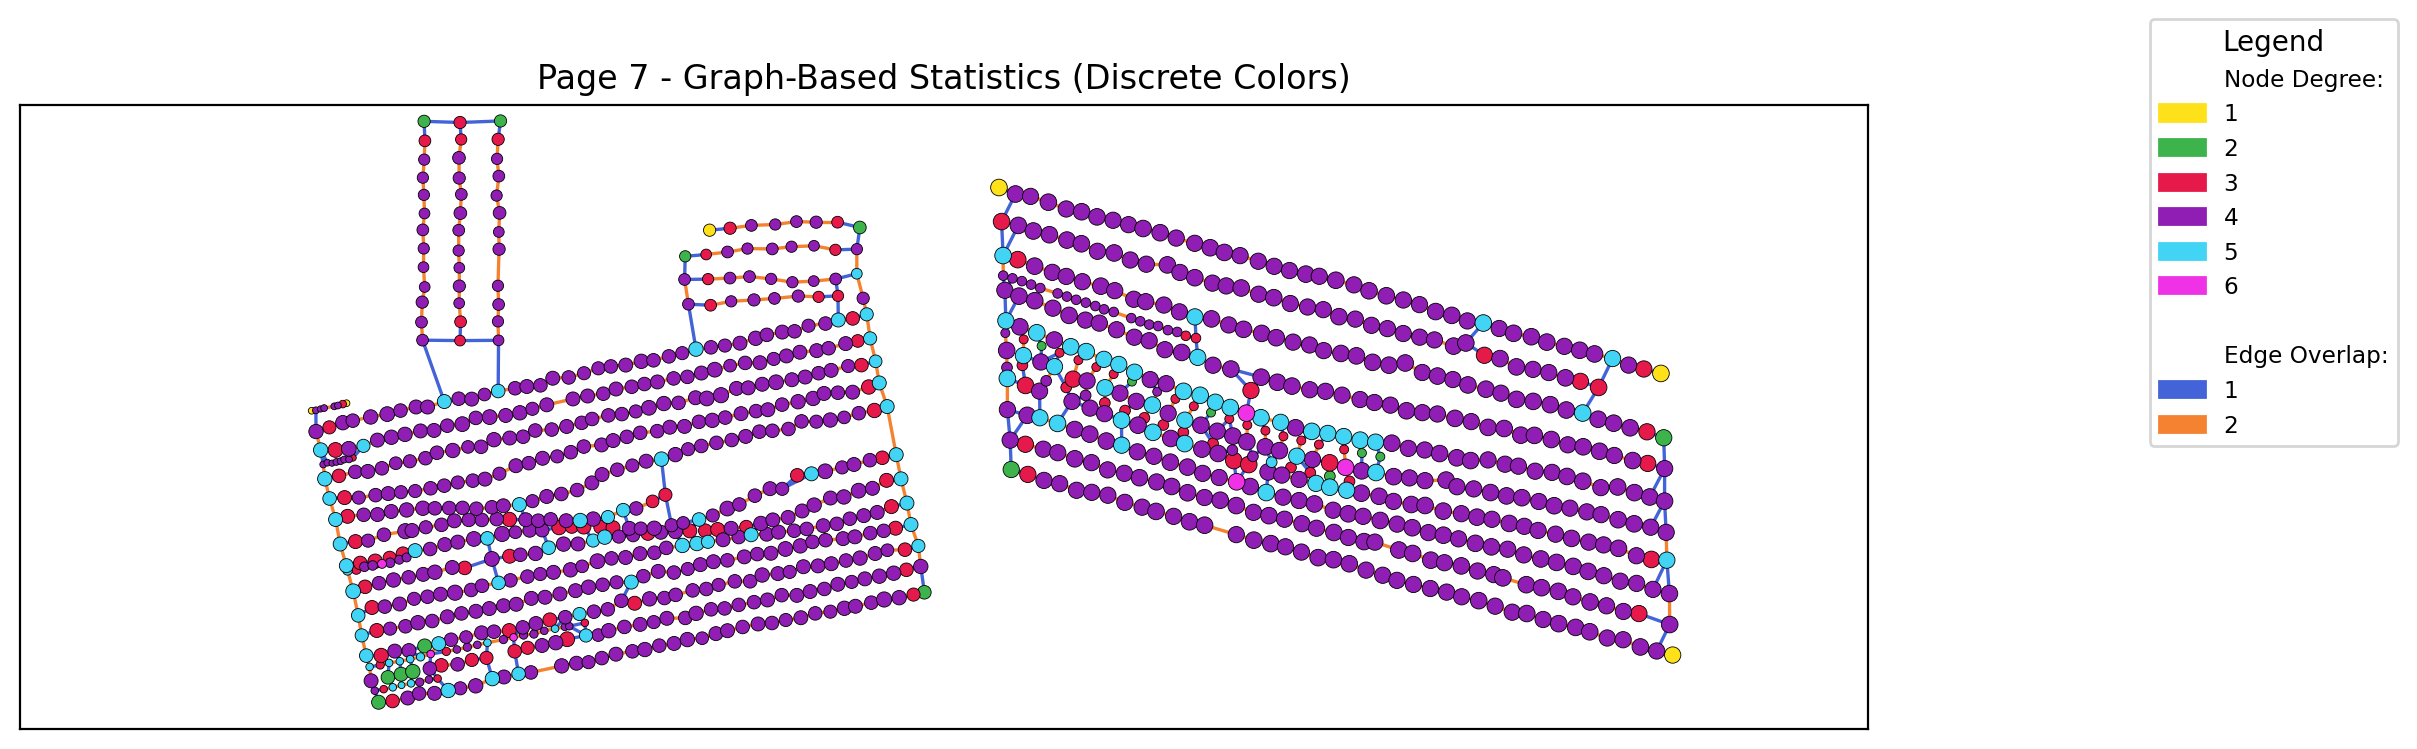 Page 7 - Graph-Based Statistics (Discrete Colors)
Legend
Node Degree:
1
2
3
4
5
6
Edge Overlap:
1
2